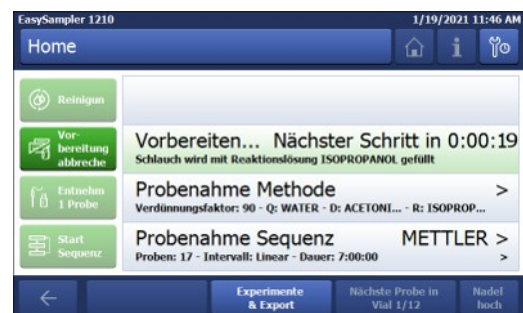 EasySampler 1210 1/19/2021 11:46 AM
Home
Reinigun
Vor-
bereitung
abbreche
Vorbereiten... Nächster Schritt in 0:00:19
Schlauch wird mit Reaktionslösung ISOPROPANOL gefüllt
Entnehm
1 Probe
Probenahme Methode >
Verdünnungsfaktor: 90 - Q: WATER - D: ACETONI... - R: ISOPROP...
Start
Sequenz
Probenahme Sequenz METTLER >
Proben: 17 - Intervall: Linear - Dauer: 7:00:00 >
Experimente
& Export
Nächste Probe in
Vial 1/12
Nadel
hoch